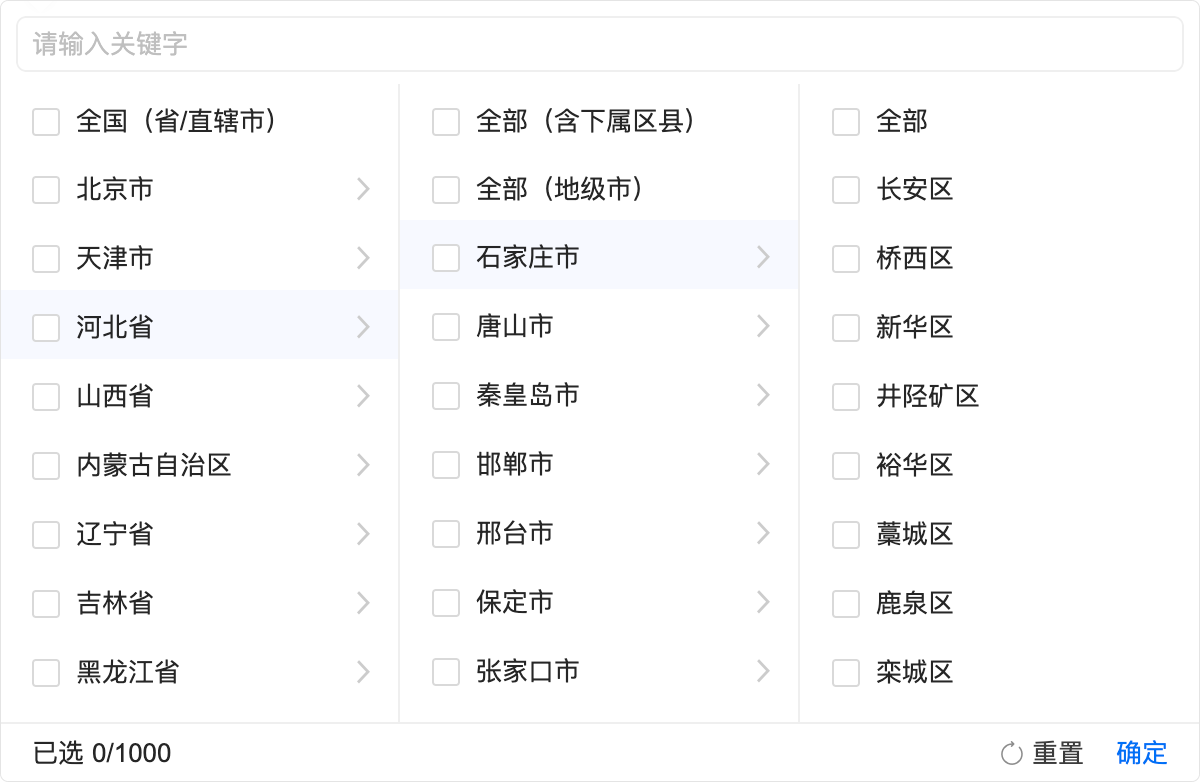 请输入关键字
全国（省/直辖市）
北京市
天津市
河北省
山西省
内蒙古自治区
辽宁省
吉林省
黑龙江省
全部（含下属区县）
全部（地级市）
石家庄市
唐山市
秦皇岛市
邯郸市
邢台市
保定市
张家口市
全部
长安区
桥西区
新华区
井陉矿区
裕华区
藁城区
鹿泉区
栾城区
已选 0/1000
重置
确定